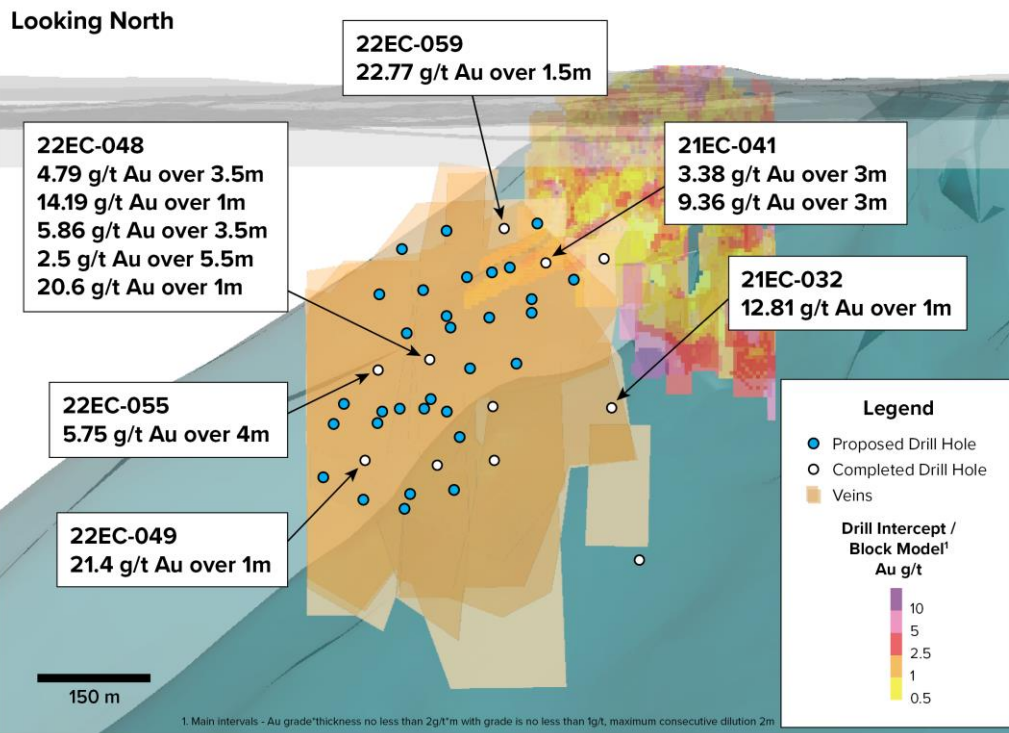 Looking North
22EC-059
22.77 g/t Au over 1.5m
22EC-048
4.79 g/t Au over 3.5m
14.19 g/t Au over 1m
5.86 g/t Au over 3.5m
2.5 g/t Au over 5.5m
20.6 g/t Au over 1m
21EC-041
3.38 g/t Au over 3m
9.36 g/t Au over 3m
21EC-032
12.81 g/t Au over 1m
22EC-055
5.75 g/t Au over 4m
22EC-049
21.4 g/t Au over 1m
Legend
Proposed Drill Hole
Completed Drill Hole
Veins
Drill Intercept /
Block Model¹
Au g/t
10
5
2.5
1
0.5
150 m
1. Main intervals - Au grade*thickness no less than 2g/t*m with grade is no less than 1g/t, maximum consecutive dilution 2m